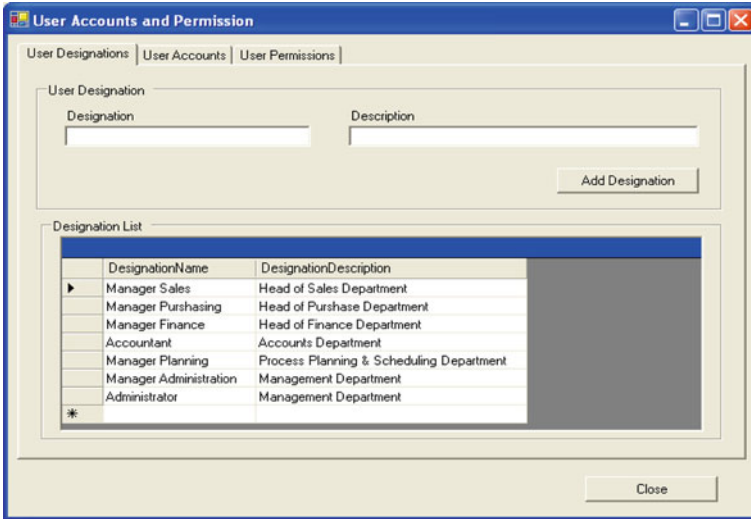 User Accounts and Permission
User Designations User Accounts User Permissions
User Designation
Designation Description
Add Designation
Designation List
DesignationName DesignationDescription
Manager Sales Head of Sales Department
Manager Purshasing Head of Purshase Department
Manager Finance Head of Finance Department
Accountant Accounts Department
Manager Planning Process Planning & Scheduling Department
Manager Administration Management Department
Administrator Management Department
Close